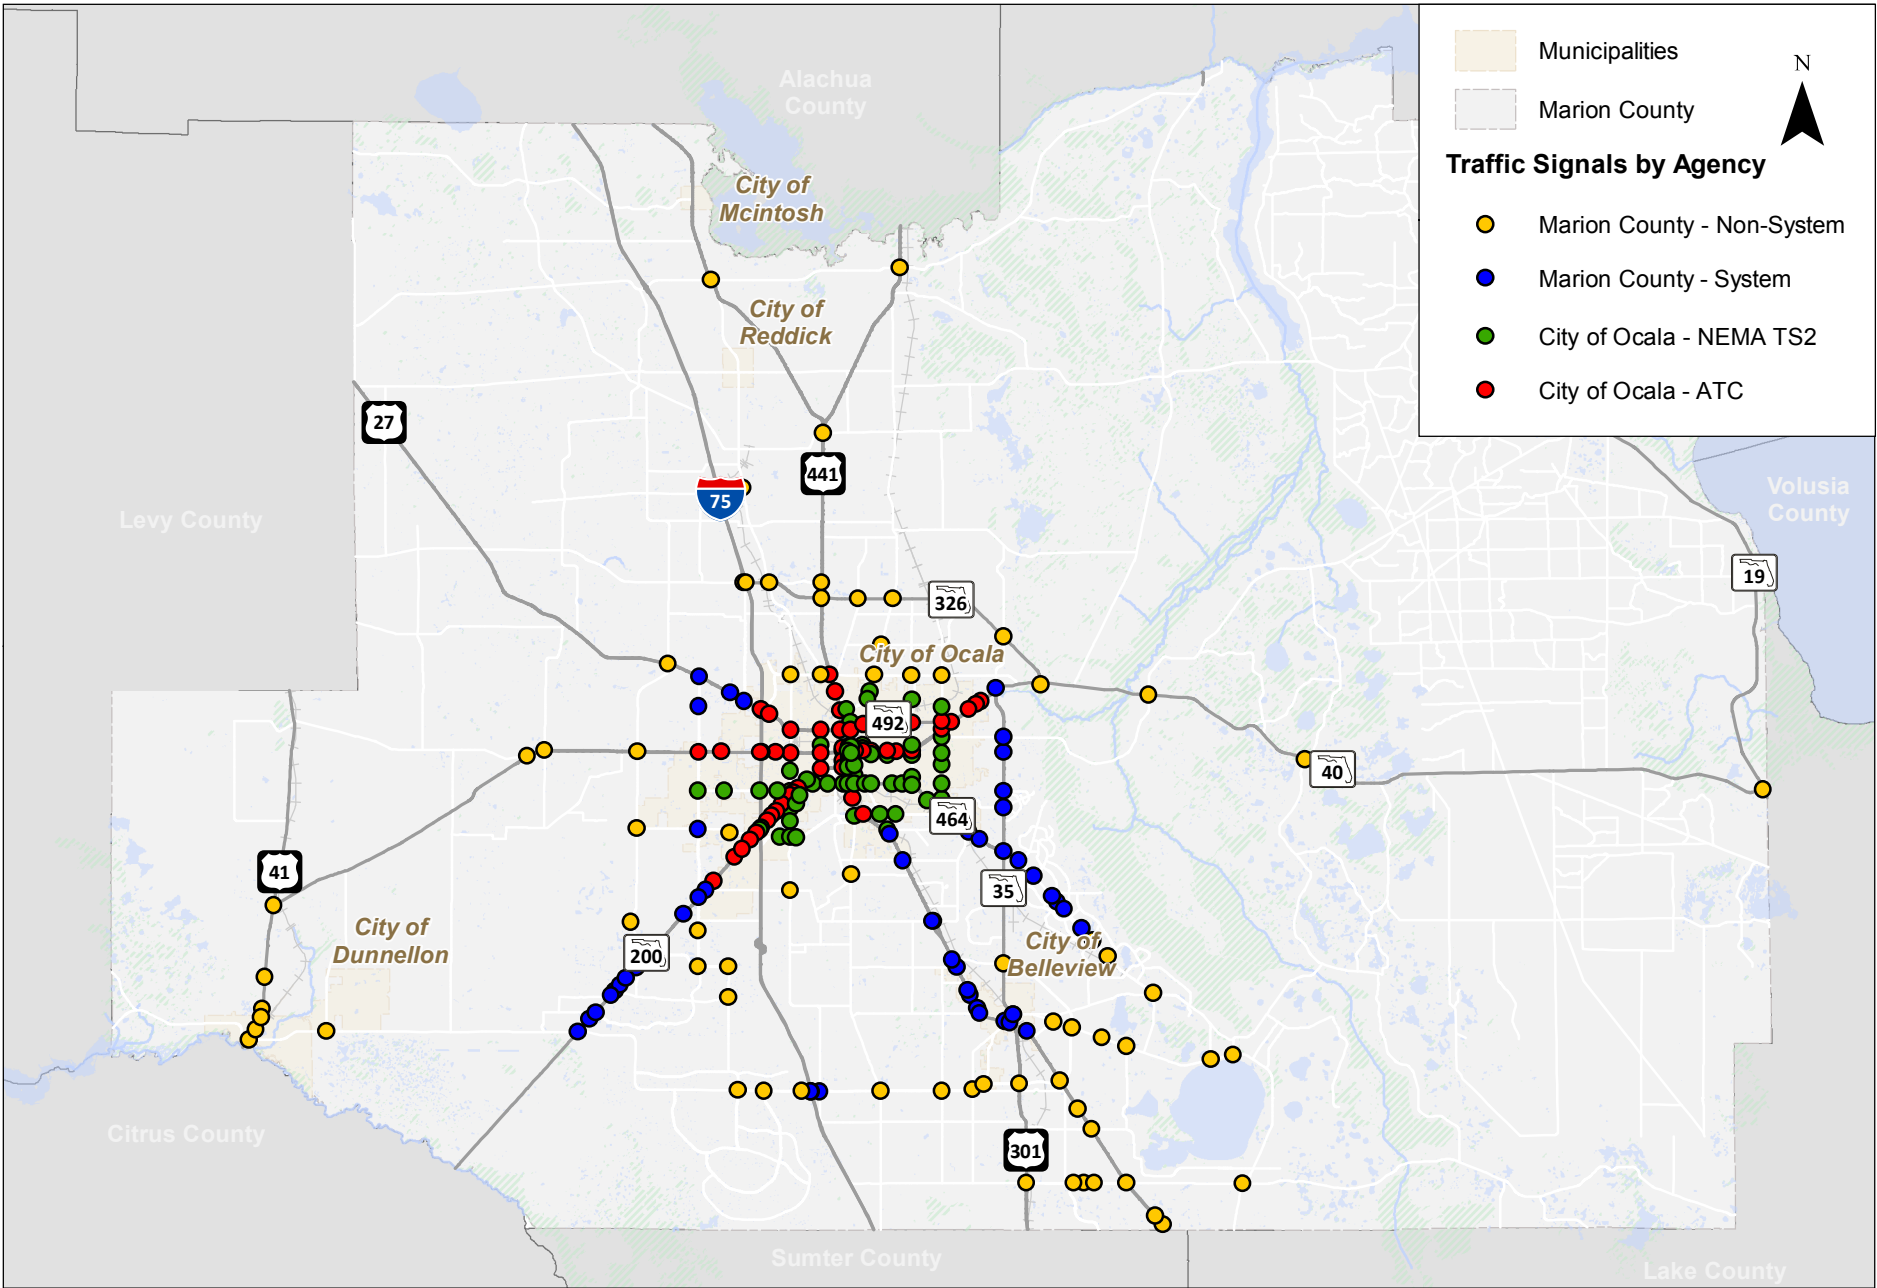 Municipalities
Marion County
N
Traffic Signals by Agency
Marion County - Non-System
Marion County - System
City of Ocala - NEMA TS2
City of Ocala - ATC
Alachua
County
City of
Mcintosh
City of
Reddick
27
441
75
Levy County
Volusia
County
19
326
City of Ocala
492
40
464
41
35
City of
Dunnellon
200
City of
Belleview
Citrus County
301
Sumter County
Lake County